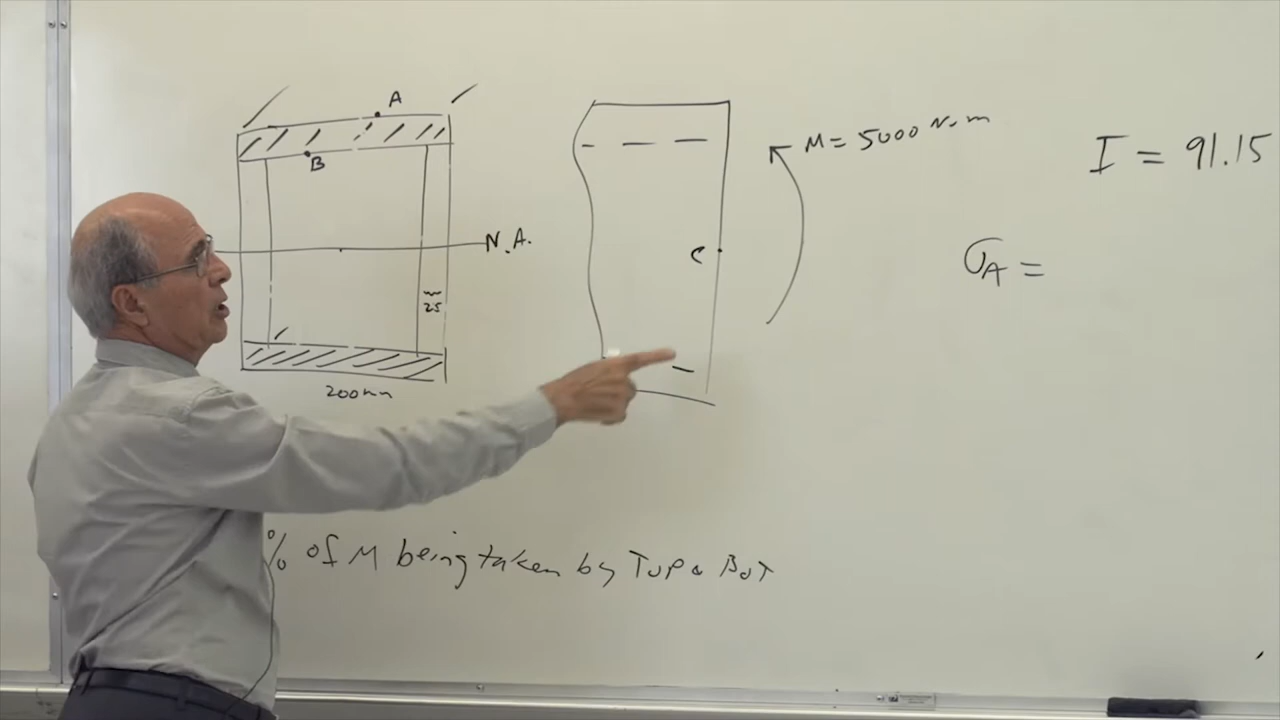 A
B
N.A.
25
200mm
M = 5000 N.m
C
I = 91.15
σA =
% of M being taken by Top & Bot